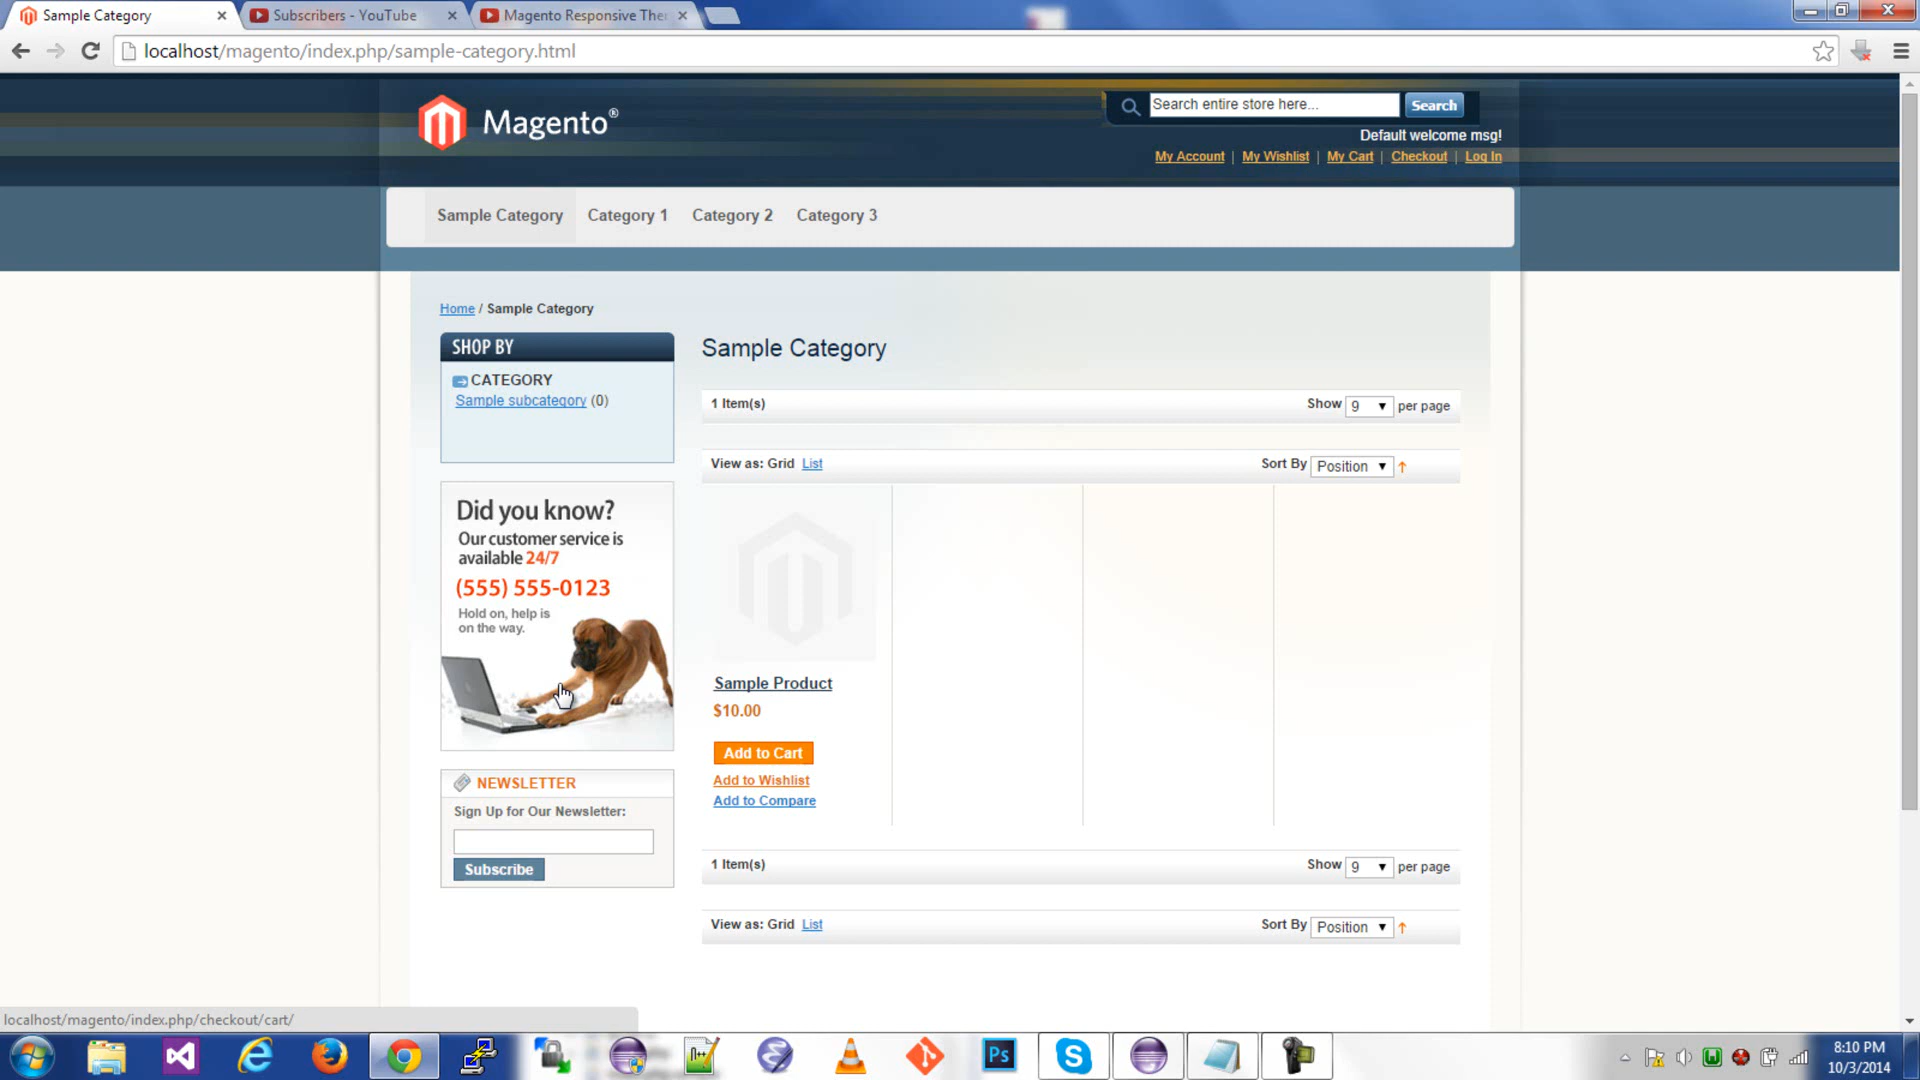 Sample Category
Subscribers - YouTube
Magento Responsive Ther
localhost/magento/index.php/sample-category.html
Magento®
Search entire store here...
Search
Default welcome msg!
My Account | My Wishlist | My Cart | Checkout | Log In
Sample Category
Category 1
Category 2
Category 3
Home / Sample Category
SHOP BY
CATEGORY
Sample subcategory (0)
Did you know?
Our customer service is
available 24/7
(555) 555-0123
Hold on, help is
on the way.
NEWSLETTER
Sign Up for Our Newsletter:
Subscribe
Sample Category
1 Item(s)
Show 9 per page
View as: Grid List
Sort By Position
Sample Product
$10.00
Add to Cart
Add to Wishlist
Add to Compare
1 Item(s)
Show 9 per page
View as: Grid List
Sort By Position
localhost/magento/index.php/checkout/cart/
N++
Ps
8:10 PM
10/3/2014